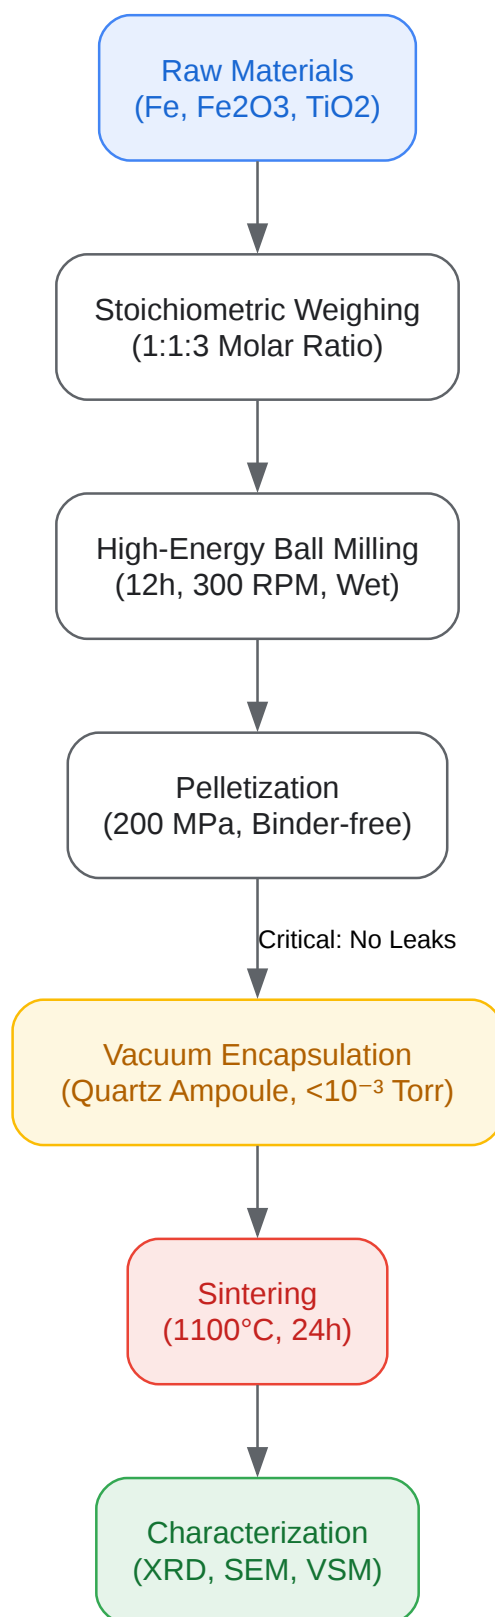 Raw Materials
(Fe, Fe2O3, TiO2)
Stoichiometric Weighing
(1:1:3 Molar Ratio)
High-Energy Ball Milling
(12h, 300 RPM, Wet)
Pelletization
(200 MPa, Binder-free)
Critical: No Leaks
Vacuum Encapsulation
(Quartz Ampoule, <10⁻³ Torr)
Sintering
(1100°C, 24h)
Characterization
(XRD, SEM, VSM)